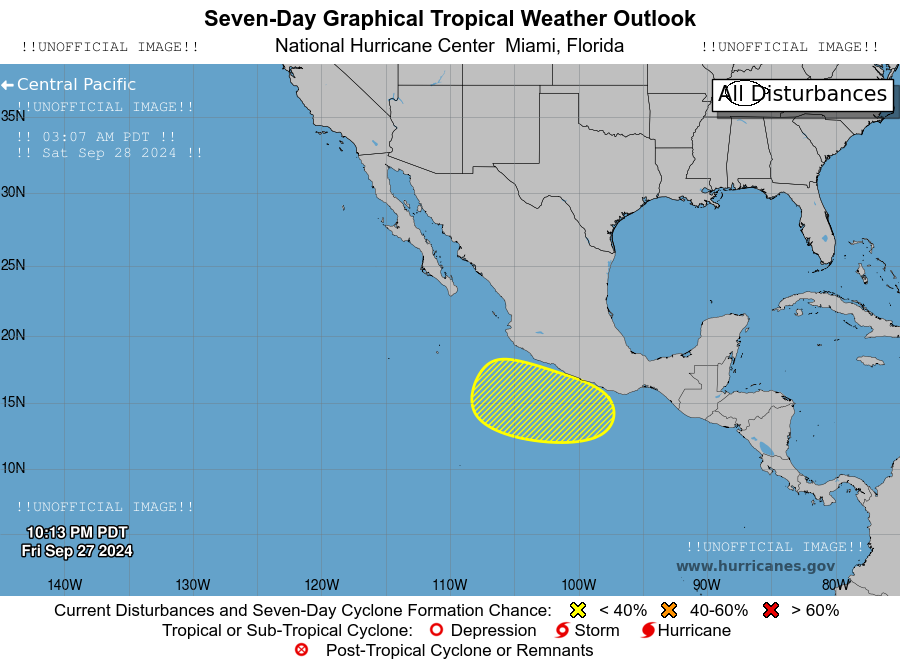 Seven-Day Graphical Tropical Weather Outlook
!!UNOFFICIAL IMAGE!! National Hurricane Center Miami, Florida !!UNOFFICIAL IMAGE!!
Central Pacific
All Disturbances
!!UNOFFICIAL IMAGE!!
35N
!! 03:07 AM PDT !!
!! Sat Sep 28 2024 !!
30N
25N
20N
15N
10N
!!UNOFFICIAL IMAGE!!
10:13 PM PDT
Fri Sep 27 2024
!!UNOFFICIAL IMAGE!!
www.hurricanes.gov
140W 130W 120W 110W 100W 90W 80W
Current Disturbances and Seven-Day Cyclone Formation Chance: < 40% 40-60% > 60%
Tropical or Sub-Tropical Cyclone: Depression Storm Hurricane
Post-Tropical Cyclone or Remnants